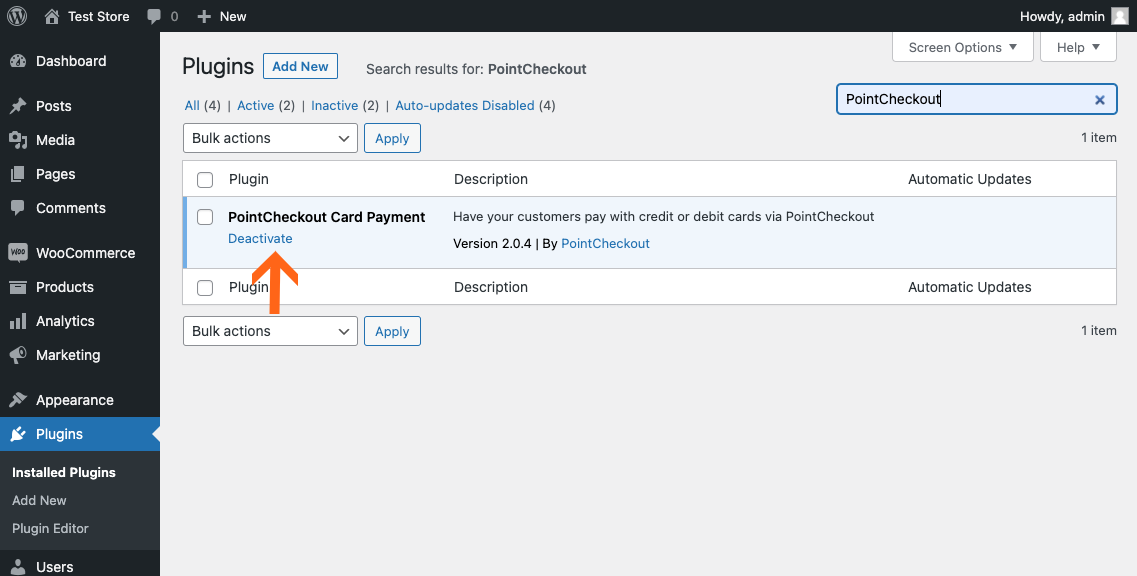 Test Store 0 + New Howdy, admin
Screen Options ▼ Help ▼
Dashboard
Posts
Media
Pages
Comments
WOO WooCommerce
Products
Analytics
Marketing
Appearance
Plugins
Installed Plugins
Add New
Plugin Editor
Users
Plugins Add New Search results for: PointCheckout
All (4) | Active (2) | Inactive (2) | Auto-updates Disabled (4)
PointCheckout ×
Bulk actions Apply 1 item
Plugin Description Automatic Updates
PointCheckout Card Payment Have your customers pay with credit or debit cards via PointCheckout
Deactivate Version 2.0.4 | By PointCheckout
Plugin Description Automatic Updates
Bulk actions Apply 1 item